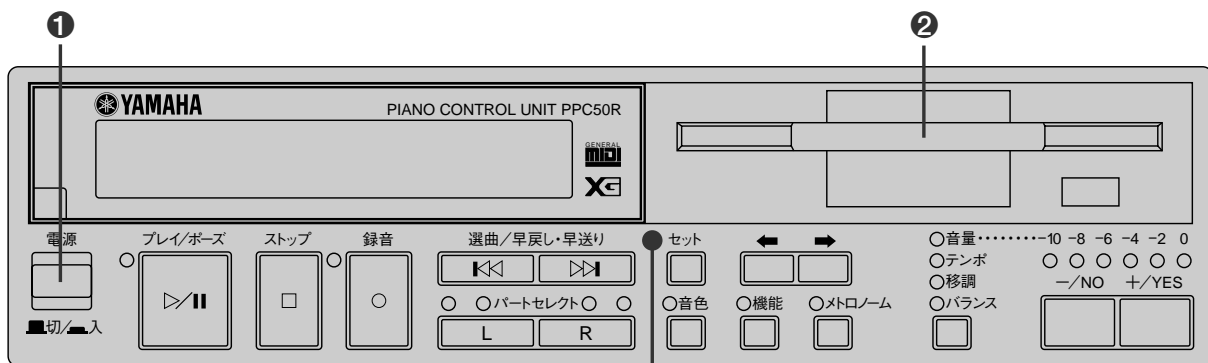 ❶ ❷
YAMAHA PIANO CONTROL UNIT PPC50R
GENERAL
MIDI
XG
電源 プレイ/ポーズ ストップ 録音 選曲/早戻し・早送り セット
○音量・・・・・・・・-10 -8 -6 -4 -2 0
○テンポ
○移調 －/NO ＋/YES
○バランス
パートセレクト
音色 機能 メトロノーム
切/入 L R